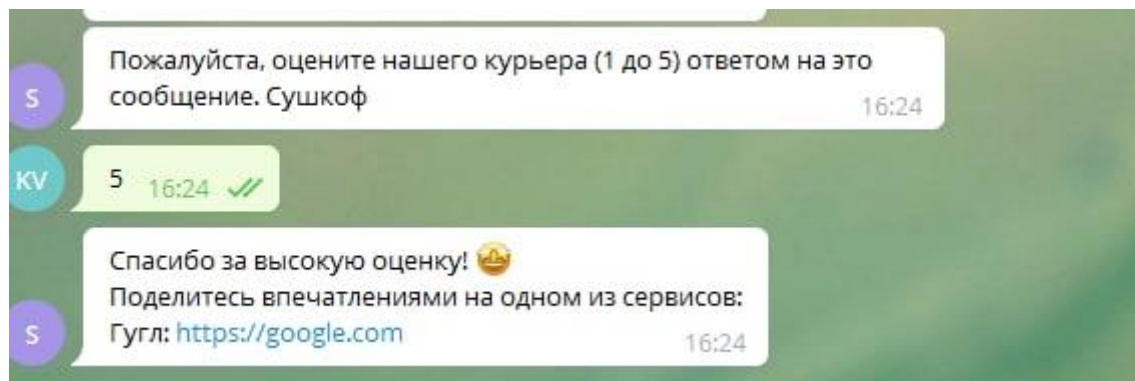 Пожалуйста, оцените нашего курьера (1 до 5) ответом на это
сообщение. Сушкоф
16:24
S
KV
5 16:24
Спасибо за высокую оценку! 🤩
Поделитесь впечатлениями на одном из сервисов:
Гугл: https://google.com
16:24
S